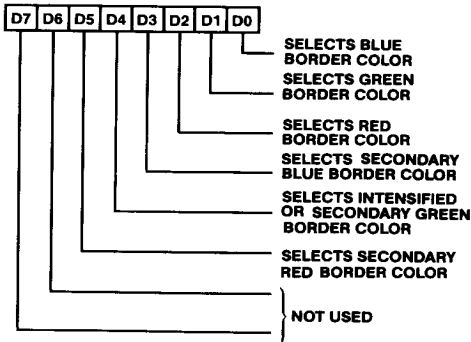 D7 D6 D5 D4 D3 D2 D1 D0
SELECTS BLUE
BORDER COLOR
SELECTS GREEN
BORDER COLOR
SELECTS RED
BORDER COLOR
SELECTS SECONDARY
BLUE BORDER COLOR
SELECTS INTENSIFIED
OR SECONDARY GREEN
BORDER COLOR
SELECTS SECONDARY
RED BORDER COLOR
NOT USED